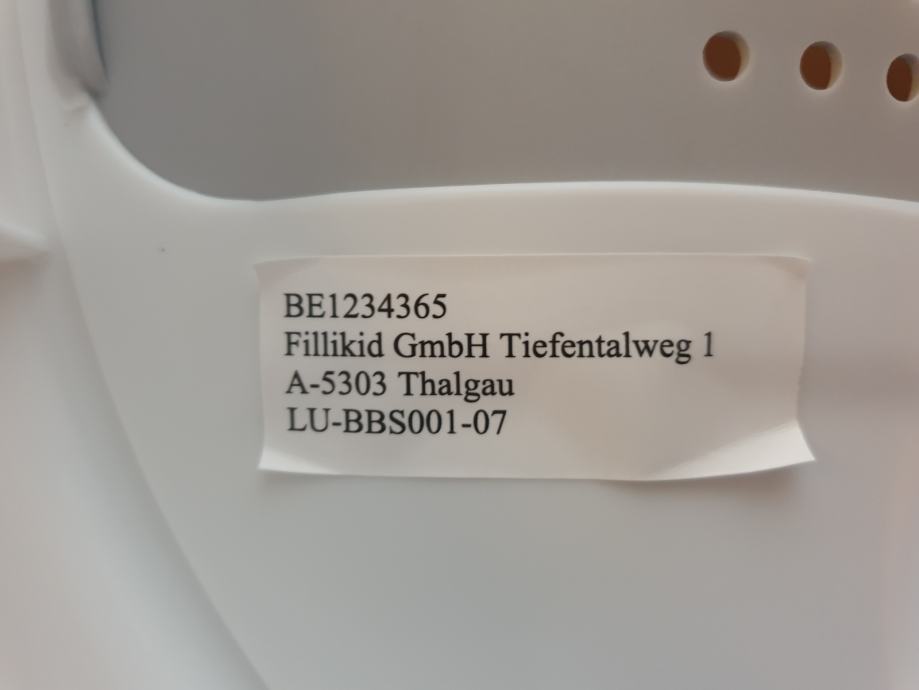 BE1234365
Fillikid GmbH Tiefentalweg 1
A-5303 Thalgau
LU-BBS001-07